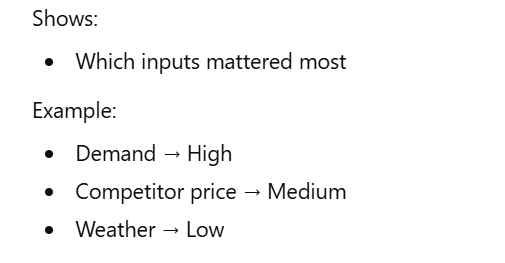 Shows:
• Which inputs mattered most
Example:
• Demand → High
• Competitor price → Medium
• Weather → Low